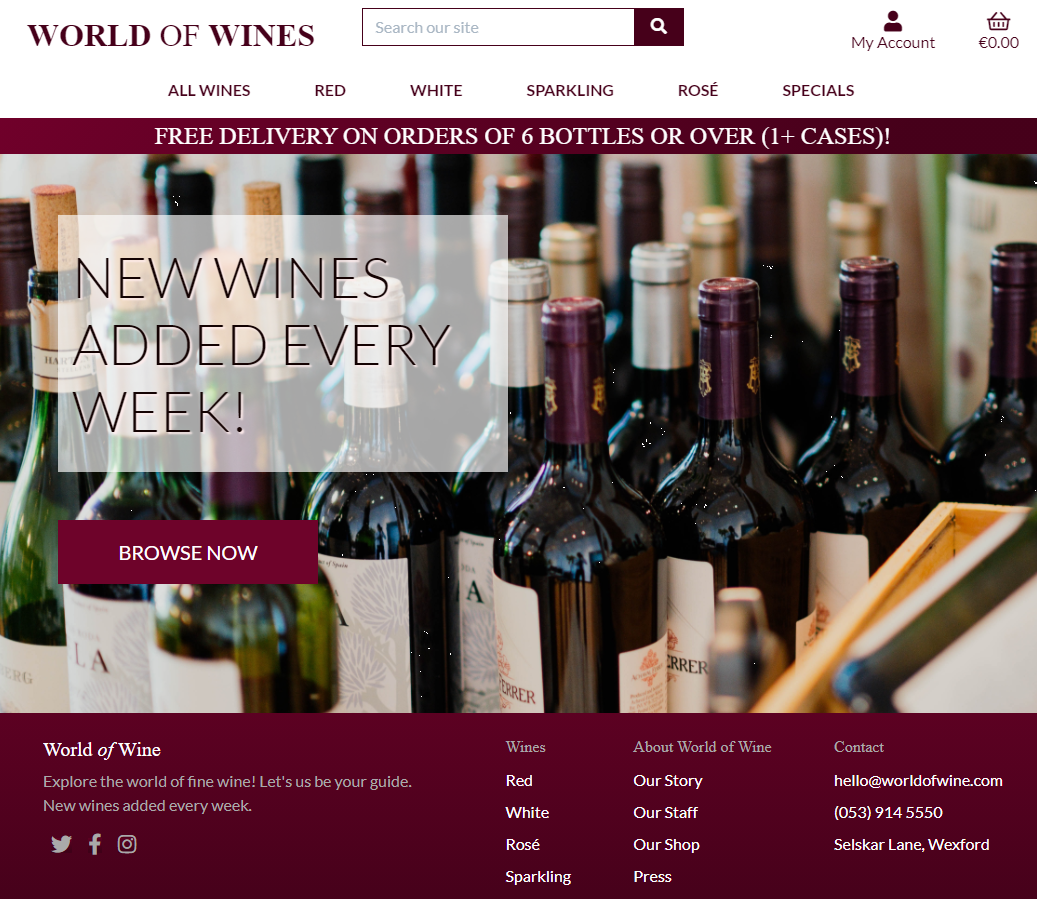 WORLD OF WINES
Search our site
My Account
€0.00
ALL WINES RED WHITE SPARKLING ROSÉ SPECIALS
FREE DELIVERY ON ORDERS OF 6 BOTTLES OR OVER (1+ CASES)!
NEW WINES
ADDED EVERY
WEEK!
BROWSE NOW
LA
A
FERRER
ERRER
World of Wine
Explore the world of fine wine! Let's us be your guide.
New wines added every week.
Wines
Red
White
Rosé
Sparkling
About World of Wine
Our Story
Our Staff
Our Shop
Press
Contact
hello@worldofwine.com
(053) 914 5550
Selskar Lane, Wexford